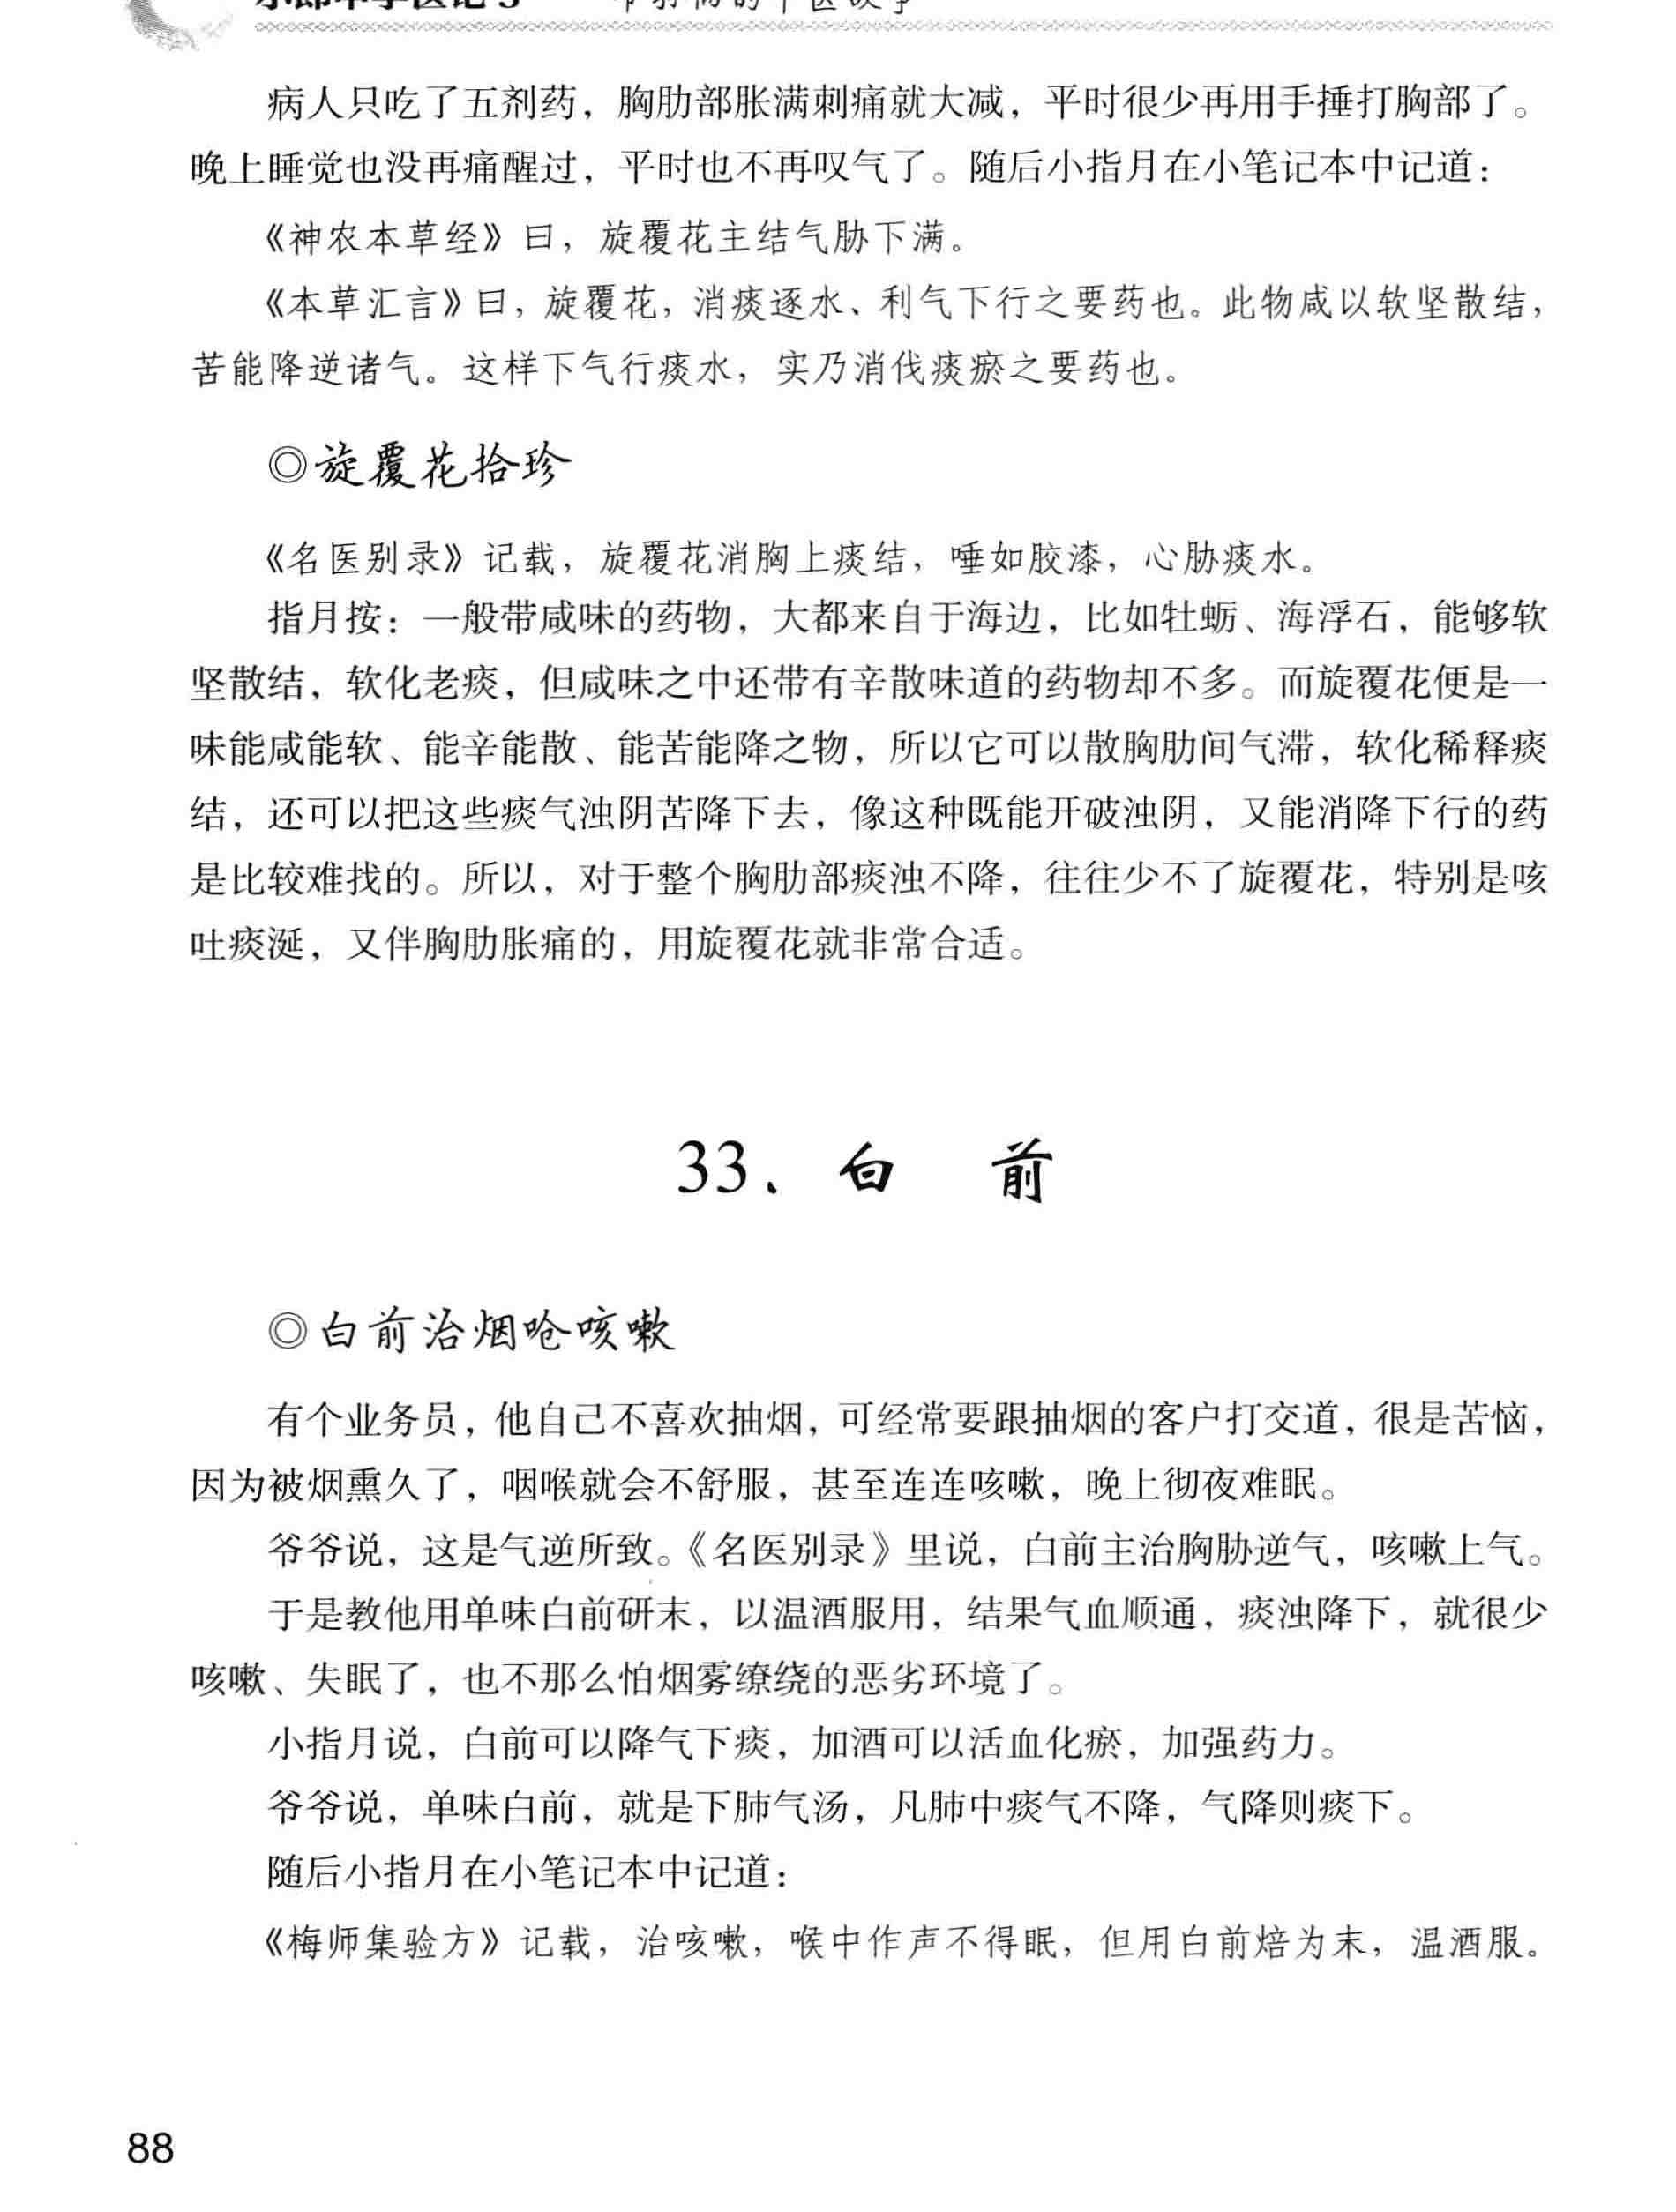 病人只吃了五剂药，胸肋部胀满刺痛就大减，平时很少再用手捶打胸部了。
晚上睡觉也没再痛醒过，平时也不再叹气了。随后小指月在小笔记本中记道：
《神农本草经》曰，旋覆花主结气胁下满。
《本草汇言》曰，旋覆花，消痰逐水、利气下行之要药也。此物咸以软坚散结，
苦能降逆诸气。这样下气行痰水，实乃消伐痰瘀之要药也。
◎旋覆花拾珍
《名医别录》记载，旋覆花消胸上痰结，唾如胶漆，心胁痰水。
指月按：一般带咸味的药物，大都来自于海边，比如牡蛎、海浮石，能够软
坚散结，软化老痰，但咸味之中还带有辛散味道的药物却不多。而旋覆花便是一
味能咸能软、能辛能散、能苦能降之物，所以它可以散胸肋间气滞，软化稀释痰
结，还可以把这些痰气浊阴苦降下去，像这种既能开破浊阴，又能消降下行的药
是比较难找的。所以，对于整个胸肋部痰浊不降，往往少不了旋覆花，特别是咳
吐痰涎，又伴胸肋胀痛的，用旋覆花就非常合适。
33、白　前
◎白前治烟呛咳嗽
有个业务员，他自己不喜欢抽烟，可经常要跟抽烟的客户打交道，很是苦恼，
因为被烟熏久了，咽喉就会不舒服，甚至连连咳嗽，晚上彻夜难眠。
爷爷说，这是气逆所致。《名医别录》里说，白前主治胸胁逆气，咳嗽上气。
于是教他用单味白前研末，以温酒服用，结果气血顺通，痰浊降下，就很少
咳嗽、失眠了，也不那么怕烟雾缭绕的恶劣环境了。
小指月说，白前可以降气下痰，加酒可以活血化瘀，加强药力。
爷爷说，单味白前，就是下肺气汤，凡肺中痰气不降，气降则痰下。
随后小指月在小笔记本中记道：
《梅师集验方》记载，治咳嗽，喉中作声不得眠，但用白前焙为末，温酒服。
88